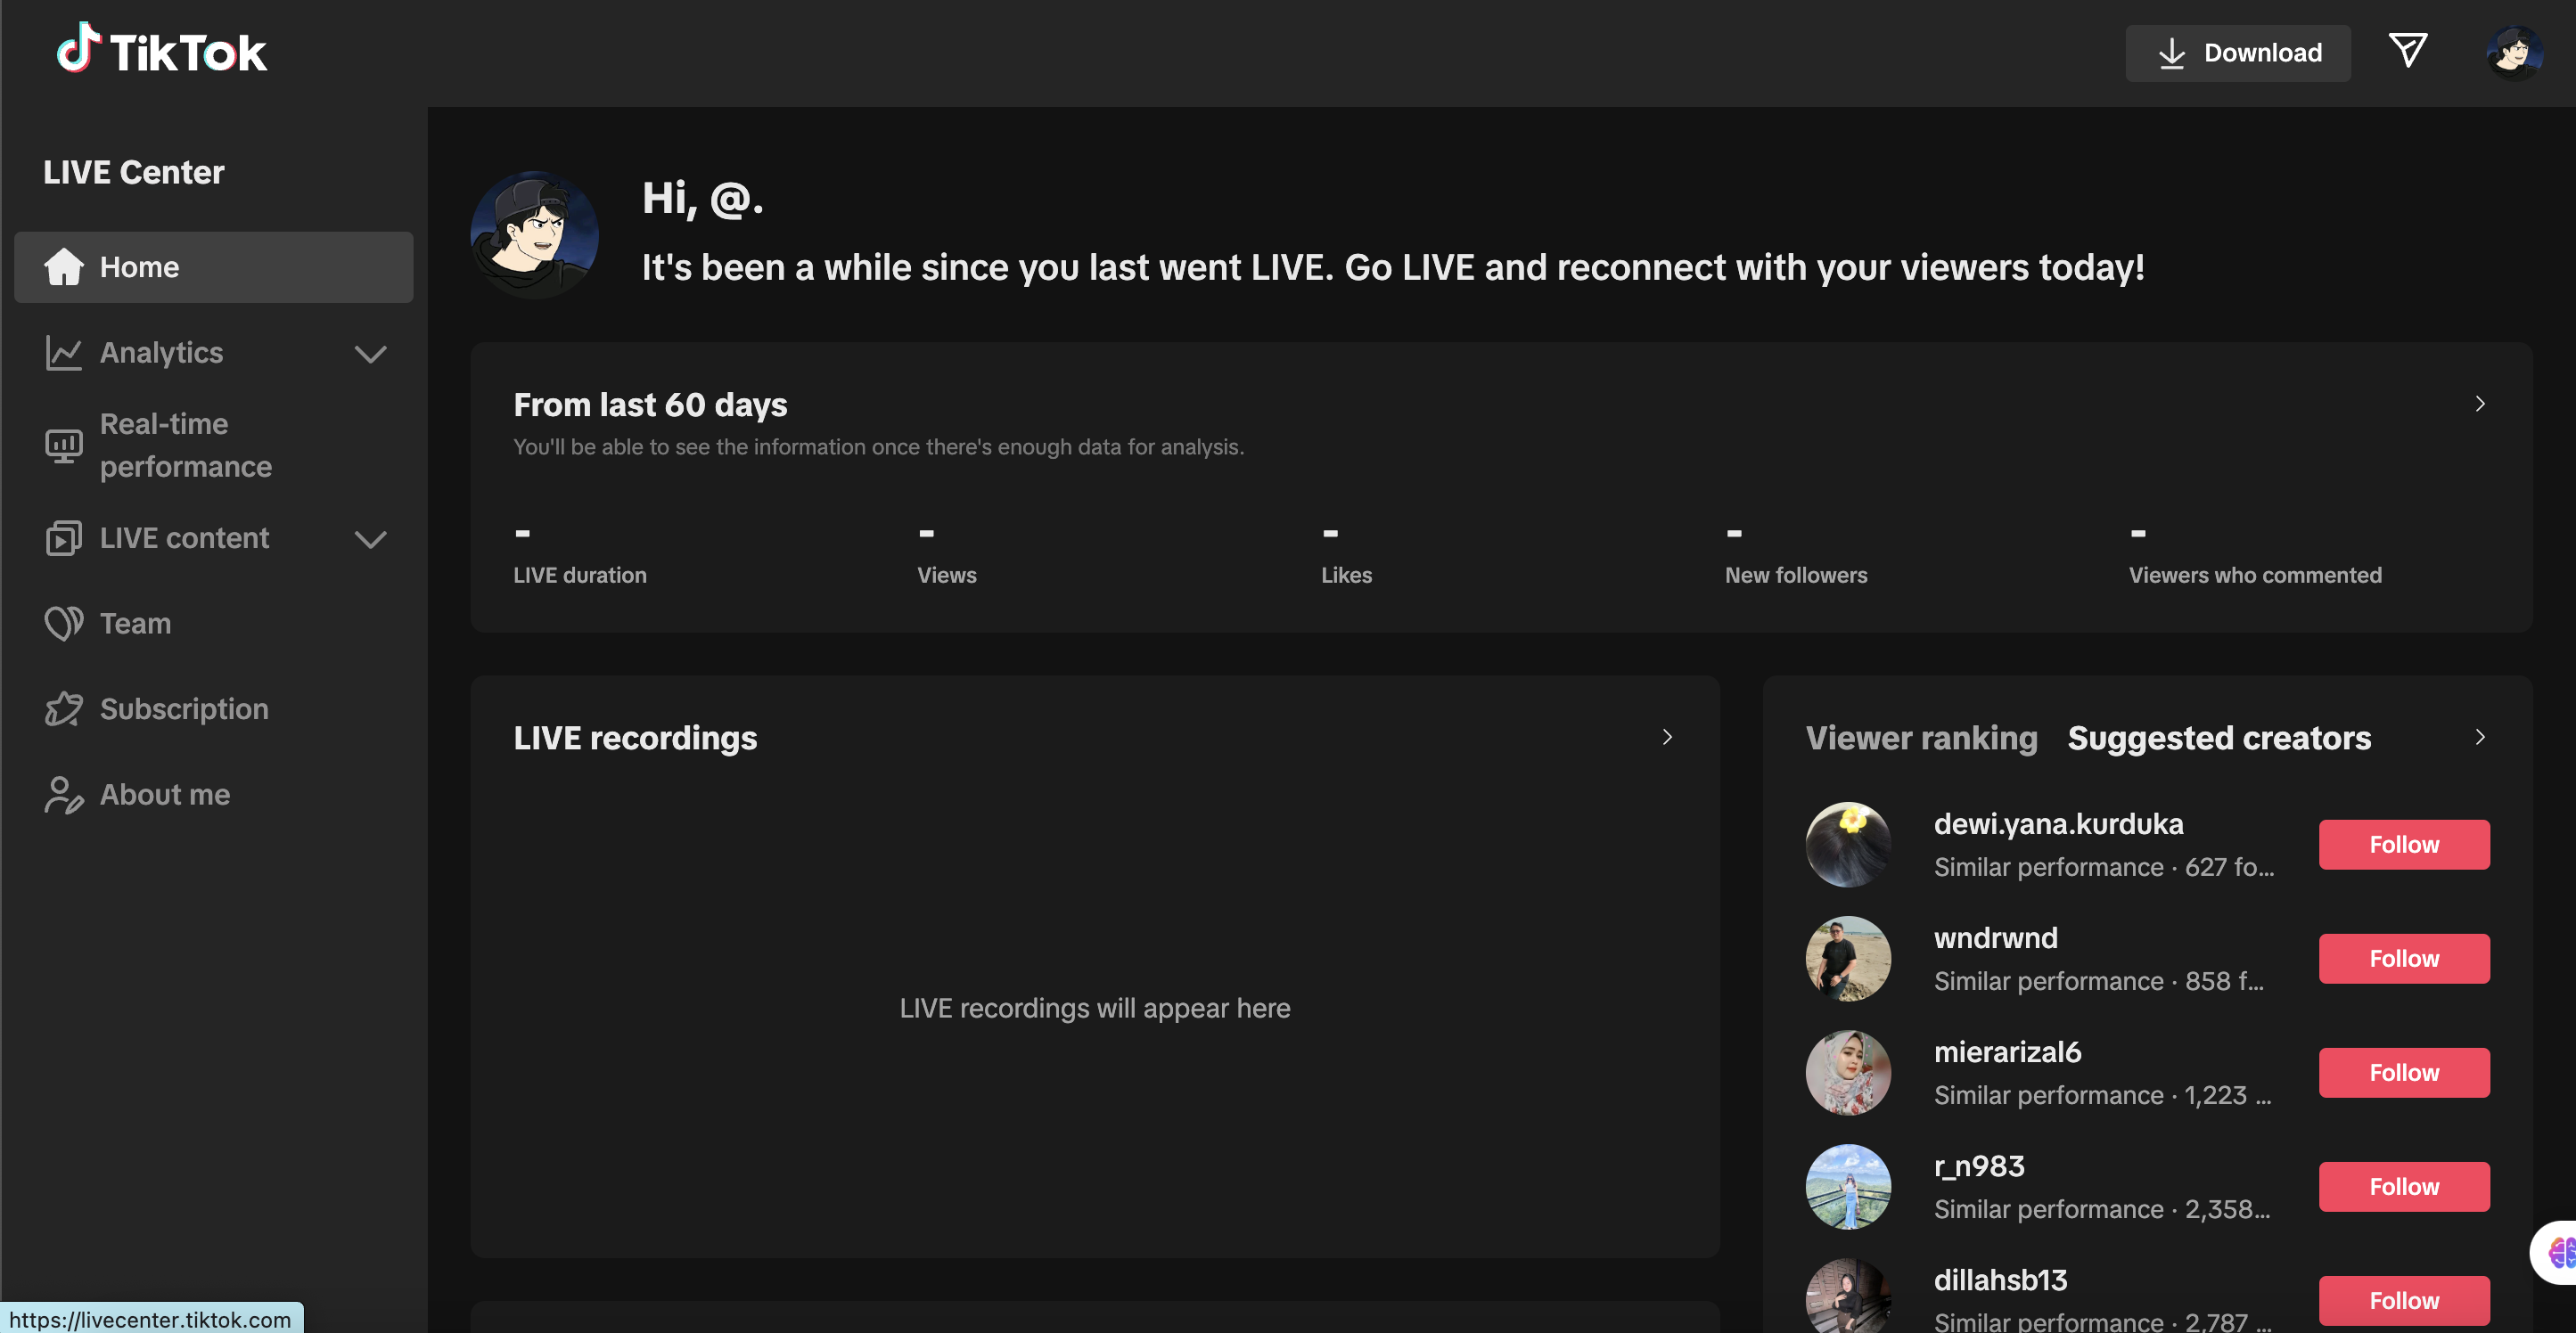 TikTok
Download
LIVE Center
Home
Analytics
Real-time
performance
LIVE content
Team
Subscription
About me
Hi, @.
It's been a while since you last went LIVE. Go LIVE and reconnect with your viewers today!
From last 60 days
You'll be able to see the information once there's enough data for analysis.
- - - - -
LIVE duration Views Likes New followers Viewers who commented
LIVE recordings
LIVE recordings will appear here
Viewer ranking Suggested creators
dewi.yana.kurduka
Similar performance · 627 fo...
Follow
wndrwnd
Similar performance · 858 f...
Follow
mierarizal6
Similar performance · 1,223 ...
Follow
r_n983
Similar performance · 2,358...
Follow
dillahsb13
Similar performance · 2,787 ...
Follow
https://livecenter.tiktok.com